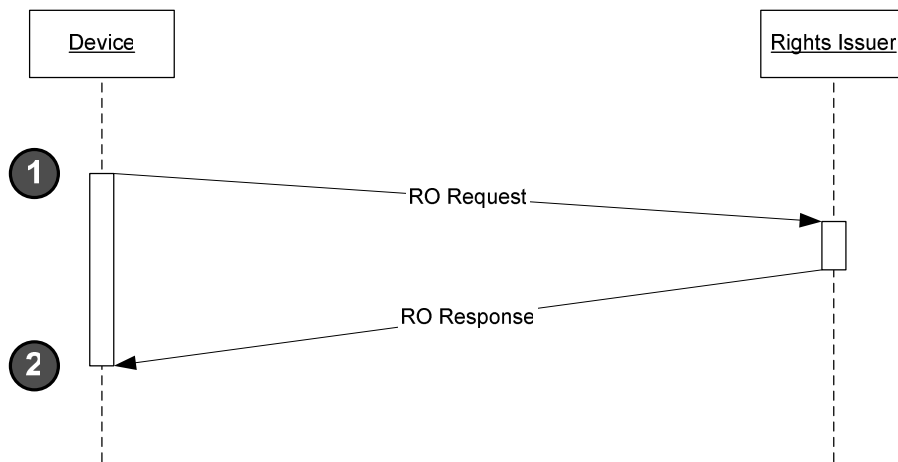 Device
Rights Issuer
1
RO Request
RO Response
2